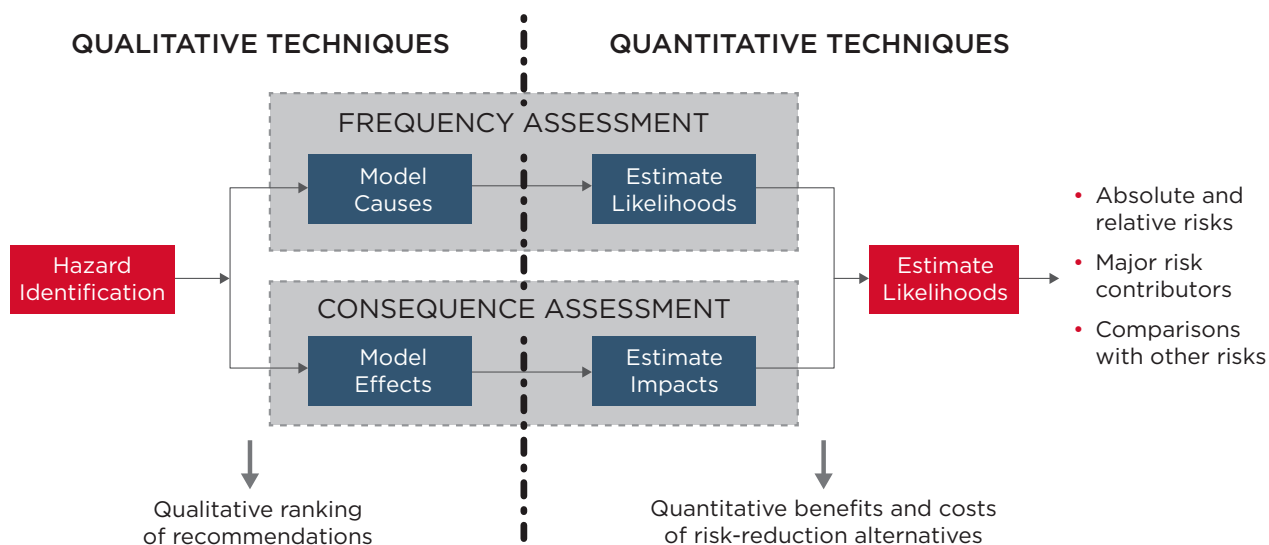 QUALITATIVE TECHNIQUES
QUANTITATIVE TECHNIQUES
FREQUENCY ASSESSMENT
Model
Causes
Estimate
Likelihoods
Hazard
Identification
CONSEQUENCE ASSESSMENT
Model
Effects
Estimate
Impacts
Estimate
Likelihoods
• Absolute and
relative risks
• Major risk
contributors
• Comparisons
with other risks
Qualitative ranking
of recommendations
Quantitative benefits and costs
of risk-reduction alternatives